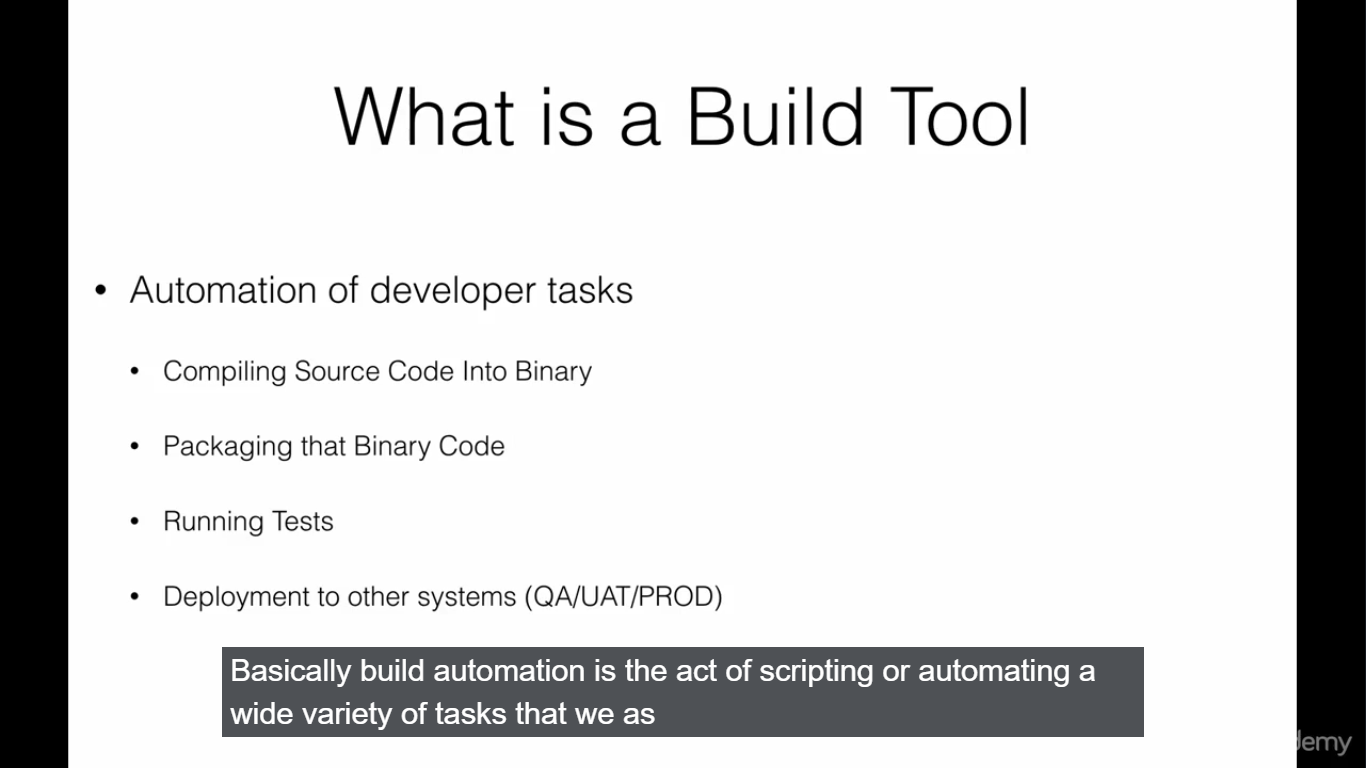 What is a Build Tool
• Automation of developer tasks
• Compiling Source Code Into Binary
• Packaging that Binary Code
• Running Tests
• Deployment to other systems (QA/UAT/PROD)
Basically build automation is the act of scripting or automating a
wide variety of tasks that we as
demy